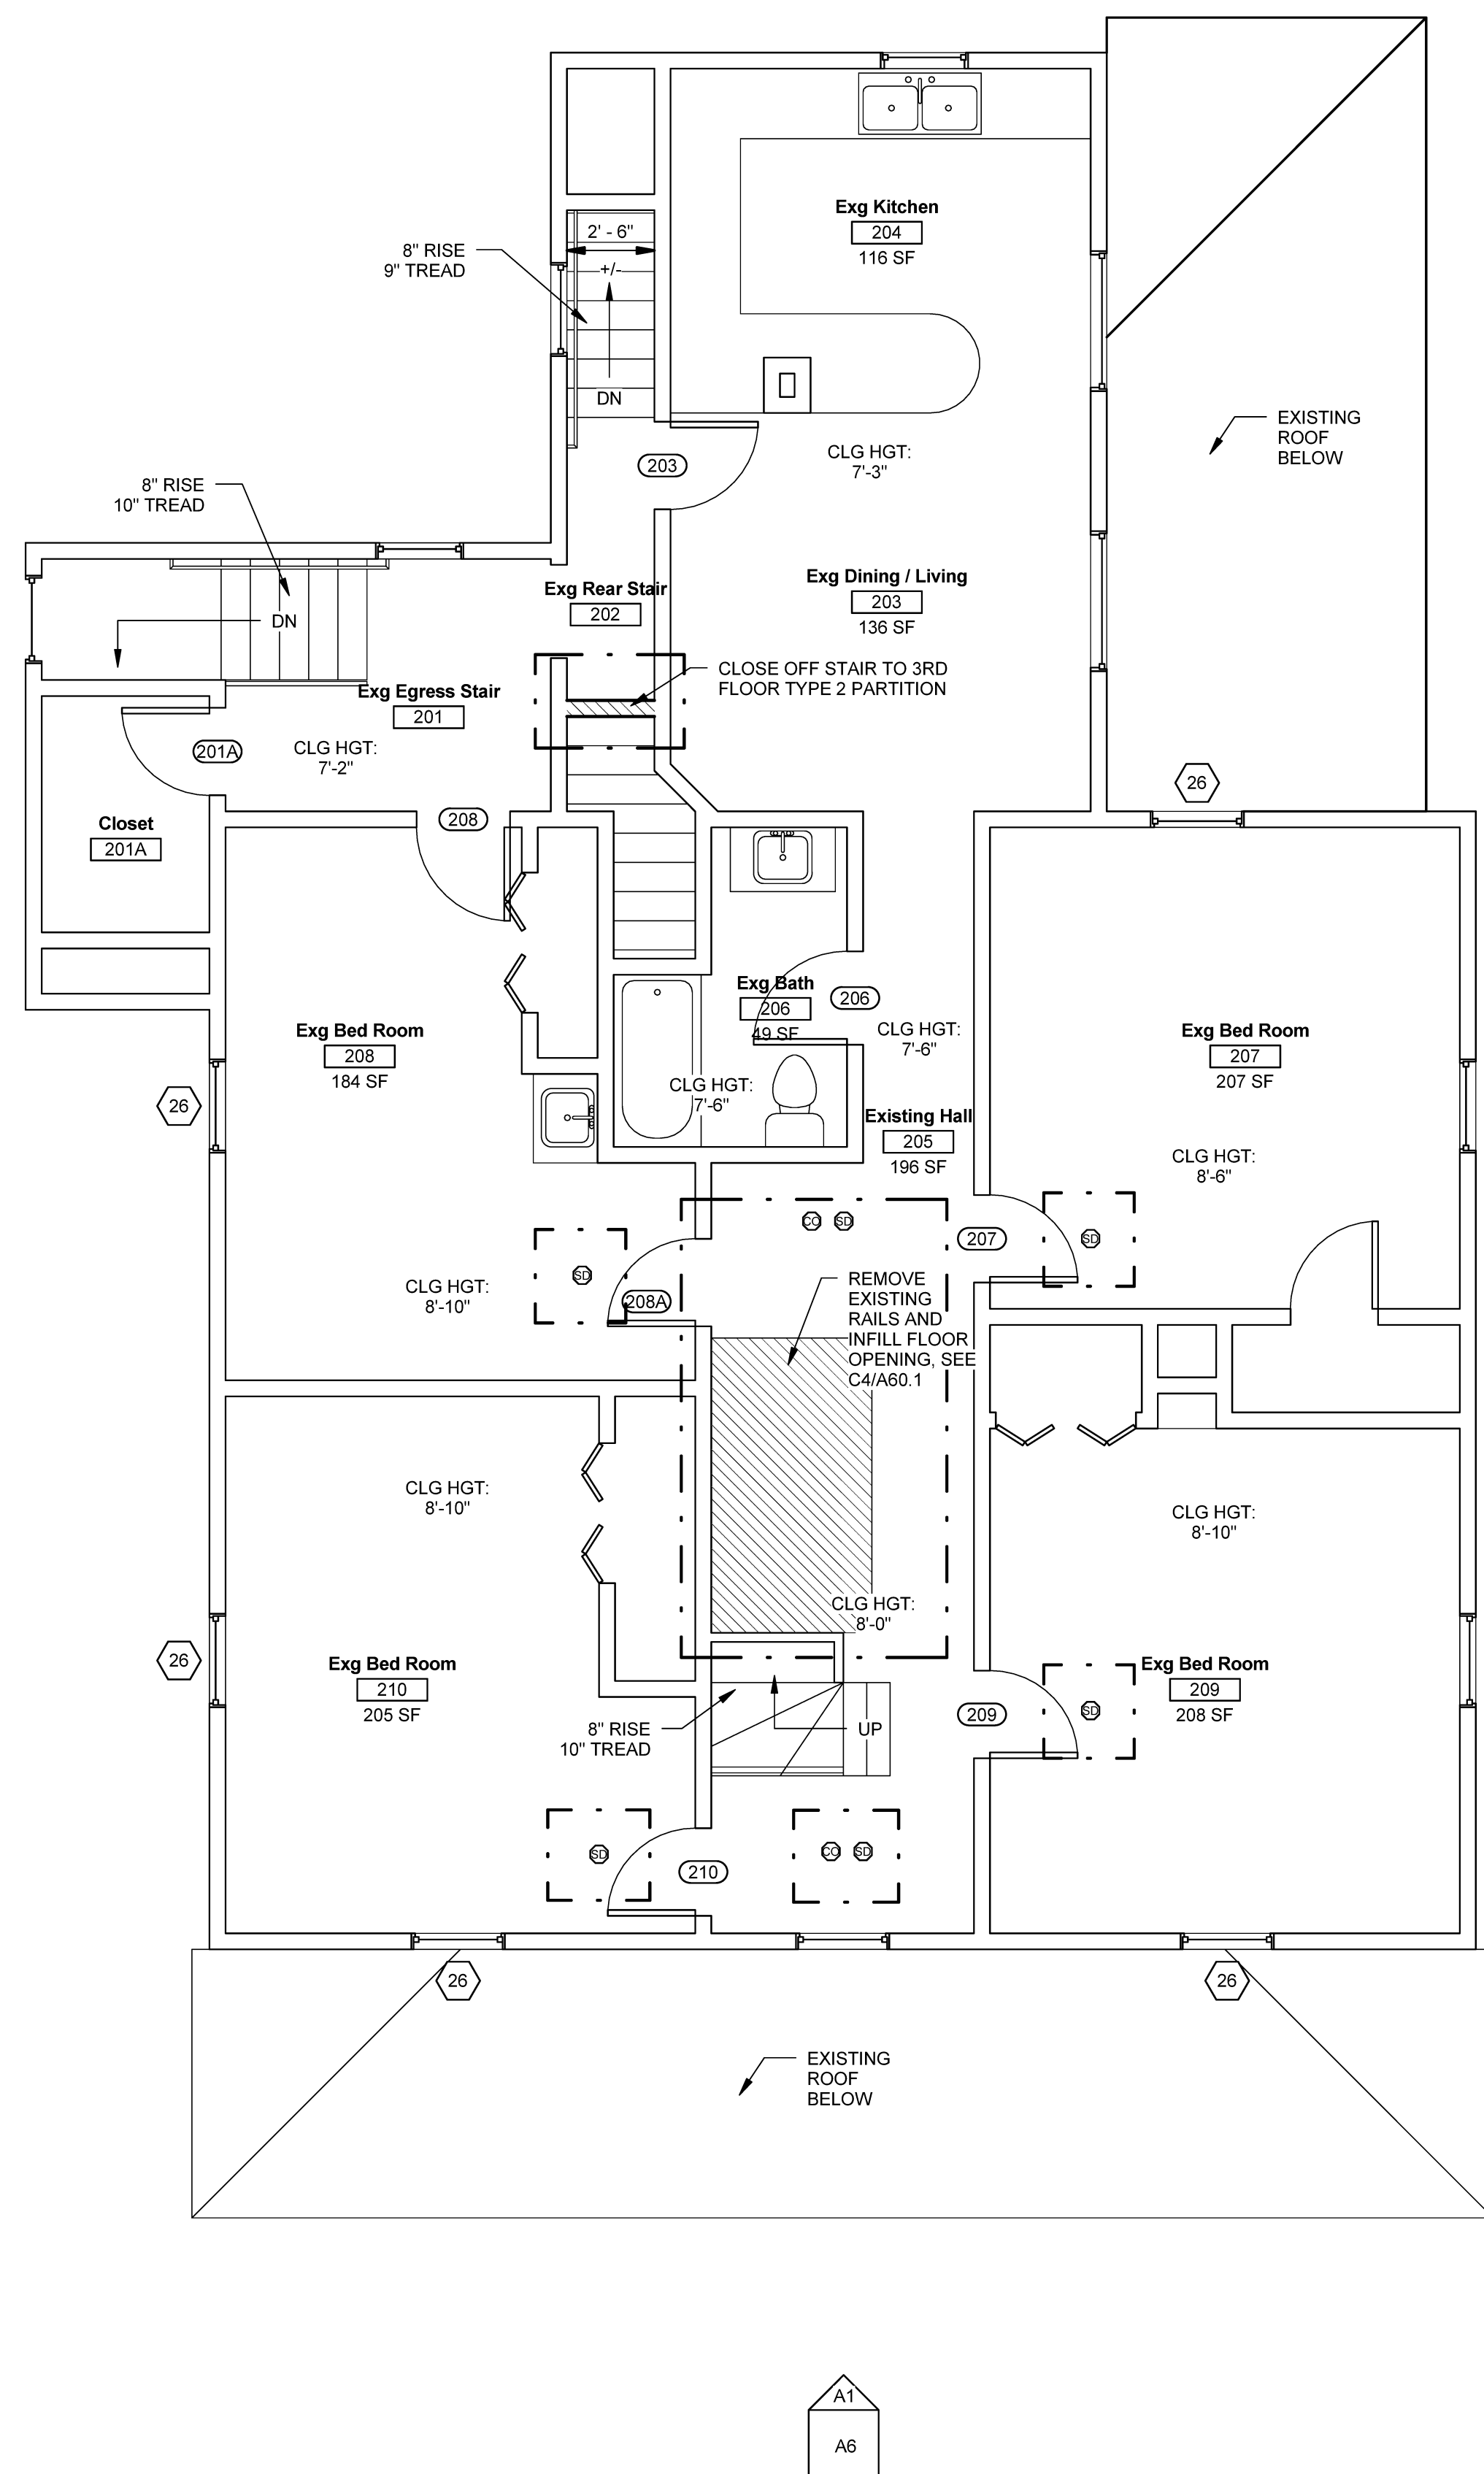 Exg Kitchen
204
116 SF
2' - 6"
+/-
DN
8" RISE
9" TREAD
EXISTING
ROOF
BELOW
CLG HGT:
7'-3"
203
8" RISE
10" TREAD
DN
Exg Rear Stair
202
Exg Dining / Living
203
136 SF
CLOSE OFF STAIR TO 3RD
FLOOR TYPE 2 PARTITION
Exg Egress Stair
201
201A
CLG HGT:
7'-2"
26
208
Closet
201A
Exg Bath
206
49 SF
206
CLG HGT:
7'-6"
Exg Bed Room
208
184 SF
Exg Bed Room
207
207 SF
26
CLG HGT:
7'-6"
Existing Hall
205
196 SF
CLG HGT:
8'-6"
CO
SD
207
SD
SD
208A
CLG HGT:
8'-10"
REMOVE
EXISTING
RAILS AND
INFILL FLOOR
OPENING, SEE
C4/A60.1
CLG HGT:
8'-10"
CLG HGT:
8'-10"
CLG HGT:
8'-0"
26
Exg Bed Room
210
205 SF
Exg Bed Room
209
208 SF
8" RISE
10" TREAD
UP
209
SD
SD
210
CO
SD
26
26
EXISTING
ROOF
BELOW
A1
A6